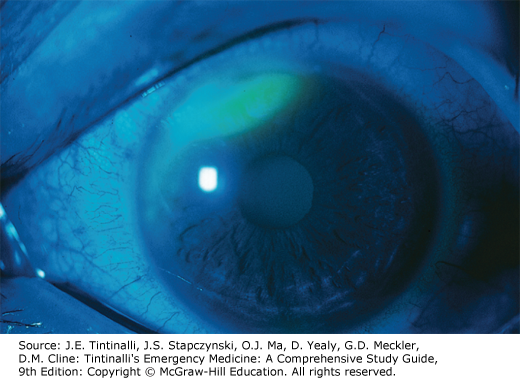 Source: J.E. Tintinalli, J.S. Stapczynski, O.J. Ma, D. Yealy, G.D. Meckler,
D.M. Cline: Tintinalli's Emergency Medicine: A Comprehensive Study Guide,
9th Edition: Copyright © McGraw-Hill Education. All rights reserved.